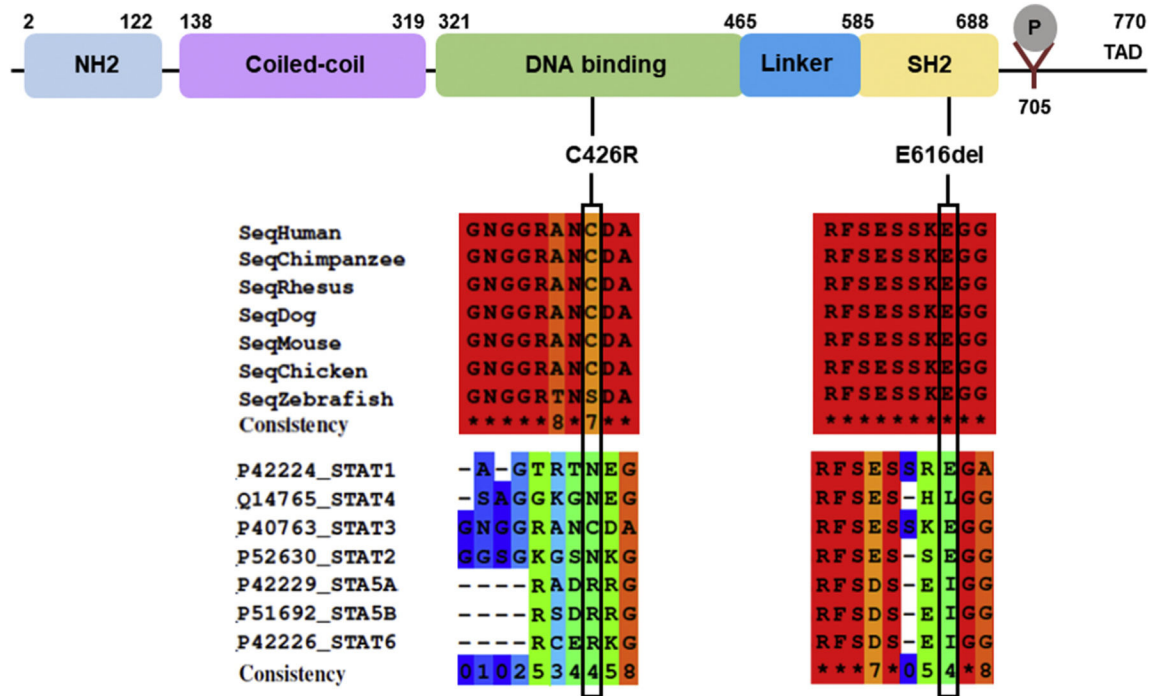 2 122 138 319 321 465 585 688 P 770
NH2 Coiled-coil DNA binding Linker SH2 TAD
705
C426R E616del
SeqHuman GNGGRANCDA RFSESSKEGG
SeqChimpanzee GNGGRANCDA RFSESSKEGG
SeqRhesus GNGGRANCDA RFSESSKEGG
SeqDog GNGGRANCDA RFSESSKEGG
SeqMouse GNGGRANCDA RFSESSKEGG
SeqChicken GNGGRANCDA RFSESSKEGG
SeqZebrafish GNGGRTNSDA RFSESSKEGG
Consistency *****8*7** **********
P42224_STAT1 -A-GTRTNEG RFSESSREGA
Q14765_STAT4 -SAGGKGNEG RFSES-HLGG
P40763_STAT3 GNGGRANCDA RFSESSKEGG
P52630_STAT2 GGSGKGSNKG RFSES-SEGG
P42229_STA5A ----RADRRG RFSDS-EIGG
P51692_STA5B ----RSDRRG RFSDS-EIGG
P42226_STAT6 ----RCERKG RFSDS-EIGG
Consistency 0102534458 ***7*054*8